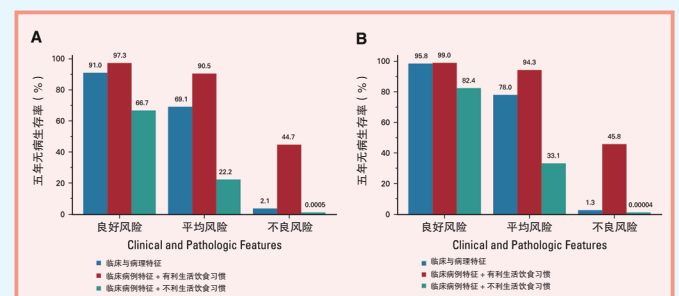 A
97.3
91.0
90.5
69.1
66.7
44.7
22.2
2.1
0.0005
五年无病生存率（%）
100
80
60
40
20
0
良好风险
平均风险
不良风险
Clinical and Pathologic Features
临床与病理特征
临床病例特征 + 有利生活饮食习惯
临床病例特征 + 不利生活饮食习惯
B
95.8
99.0
94.3
82.4
78.0
45.8
33.1
1.3
0.00004
五年无病生存率（%）
100
80
60
40
20
0
良好风险
平均风险
不良风险
Clinical and Pathologic Features
临床与病理特征
临床病例特征 + 有利生活饮食习惯
临床病例特征 + 不利生活饮食习惯